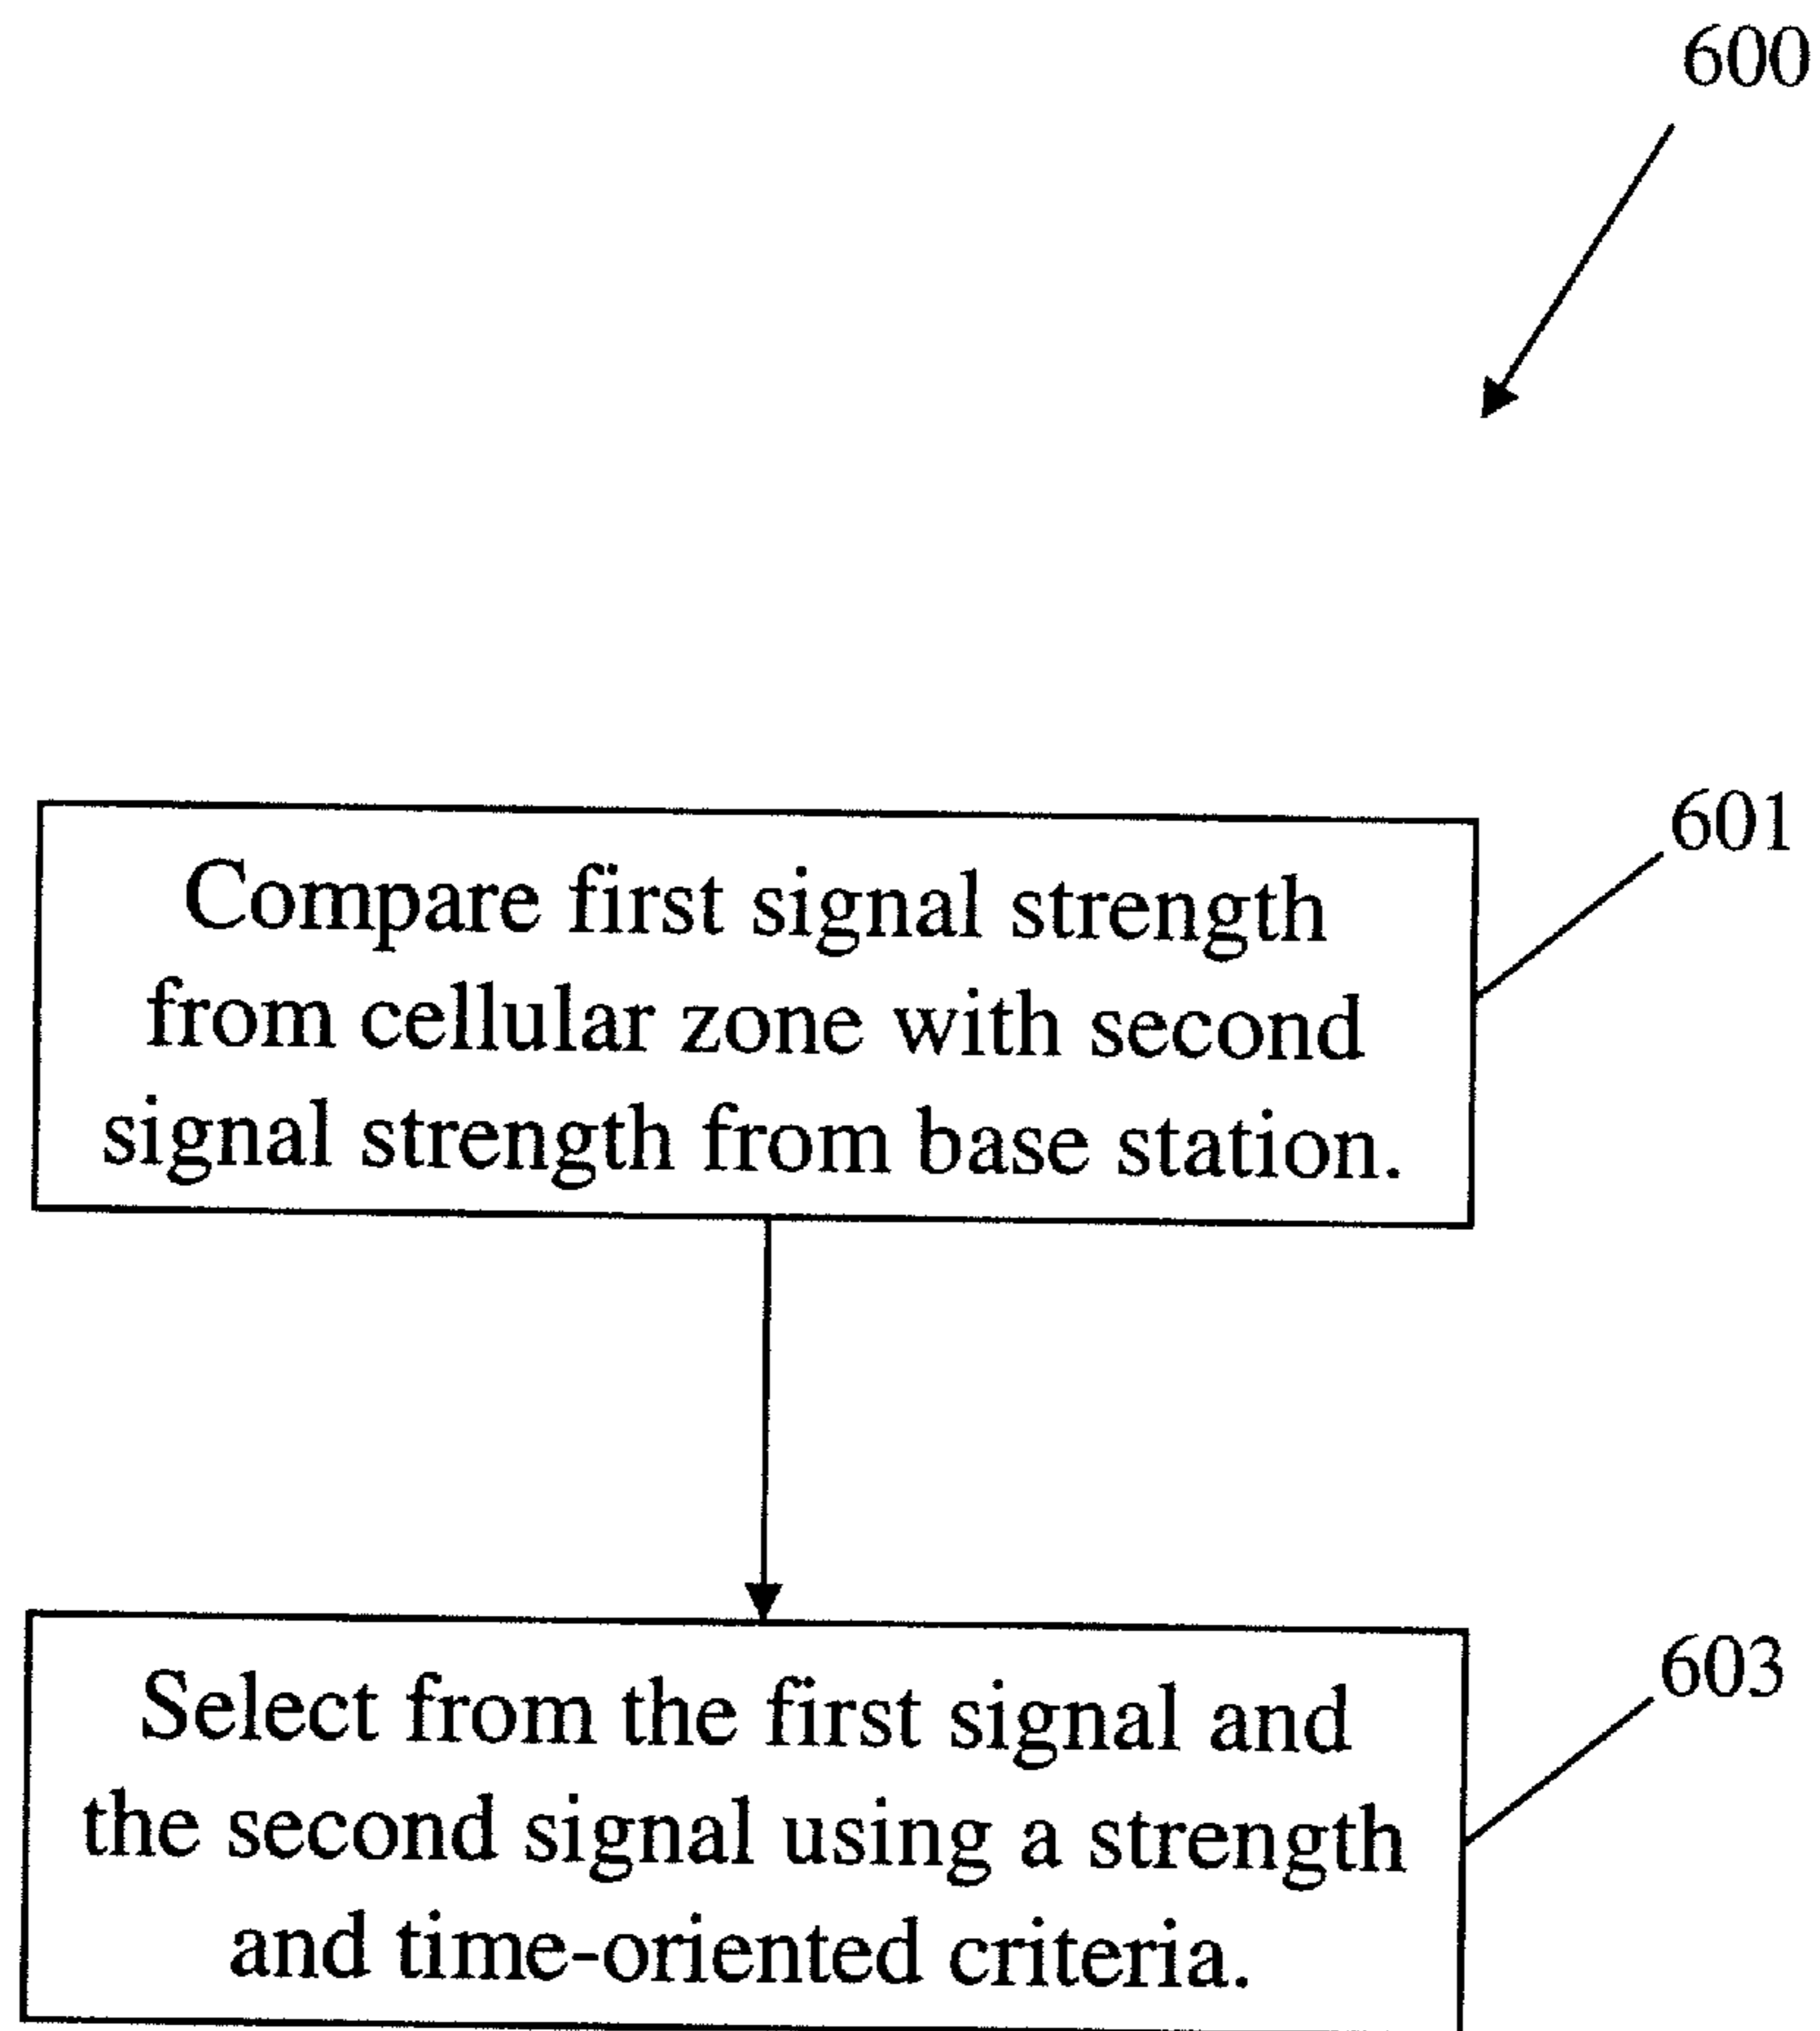 600
601
Compare first signal strength
from cellular zone with second
signal strength from base station.
603
Select from the first signal and
the second signal using a strength
and time-oriented criteria.